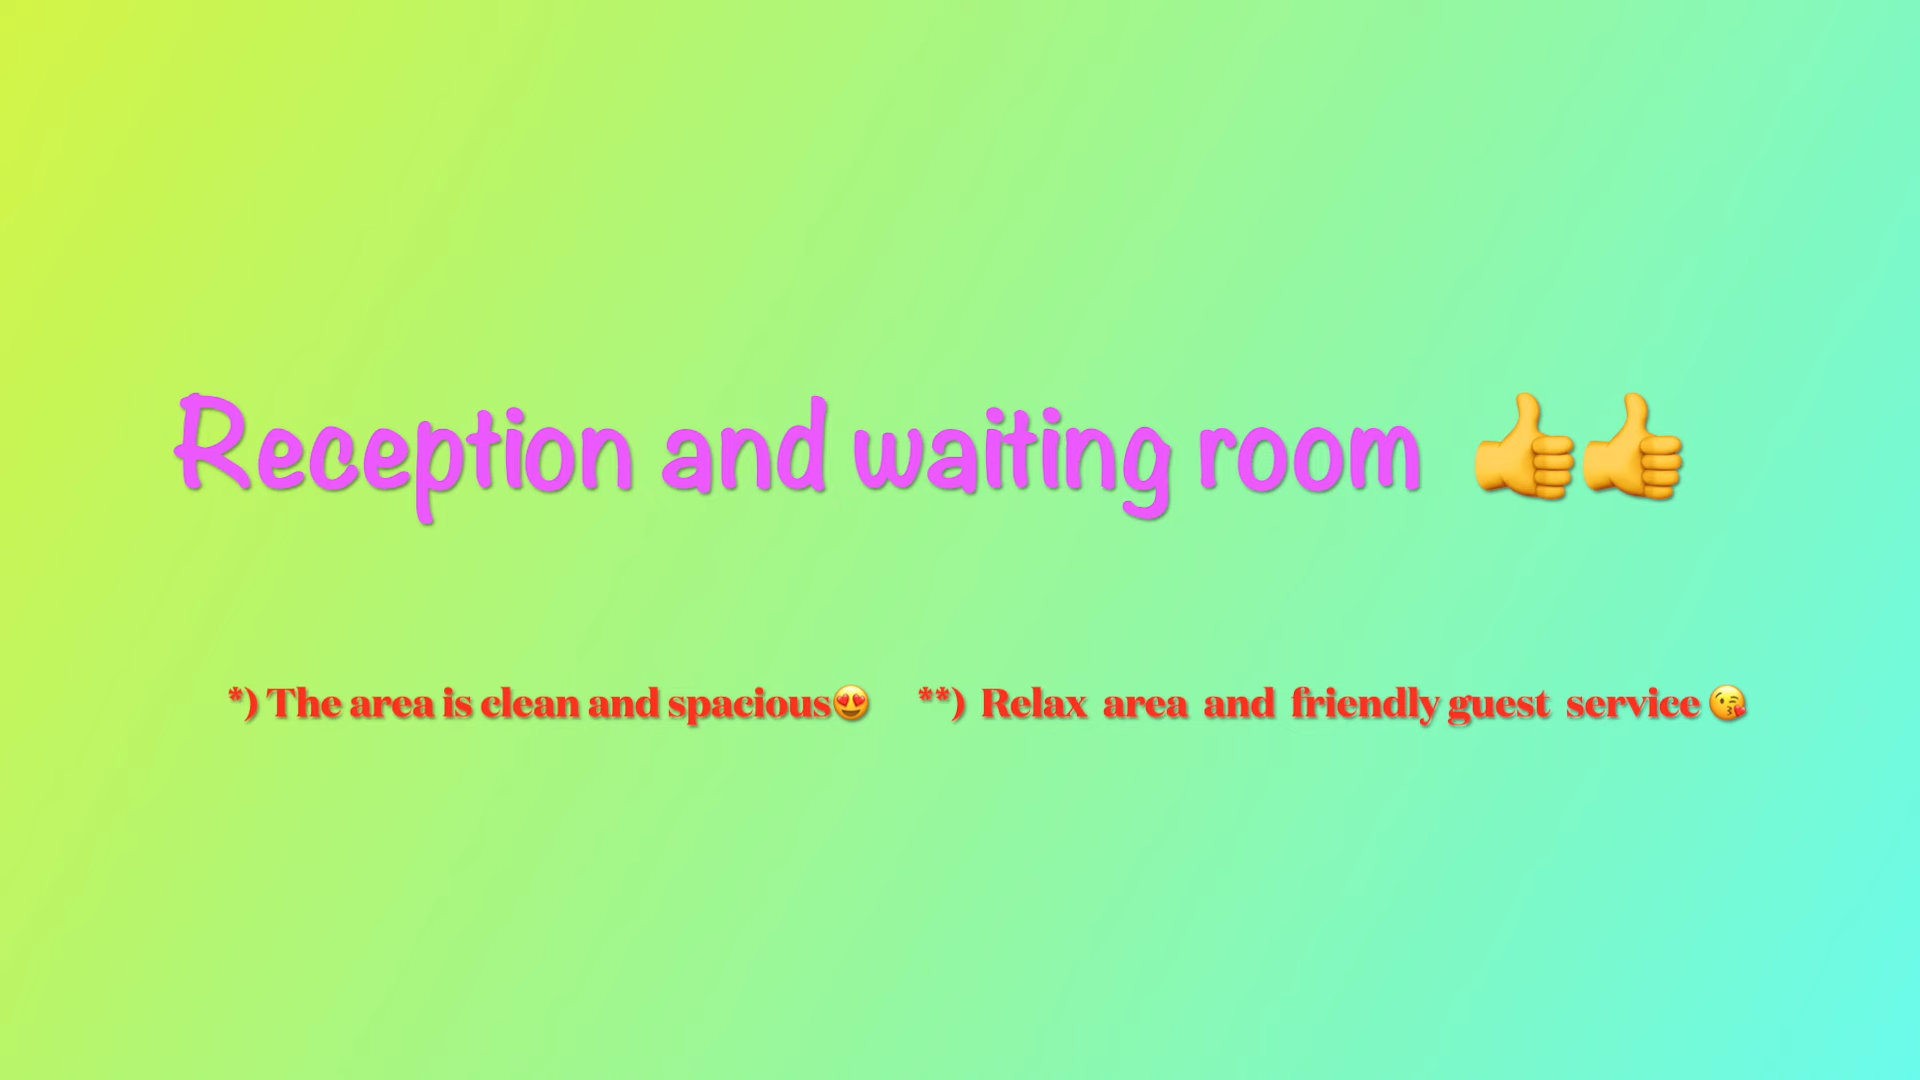 Reception and waiting room 👍👍
*) The area is clean and spacious😍 **) Relax area and friendly guest service 😘